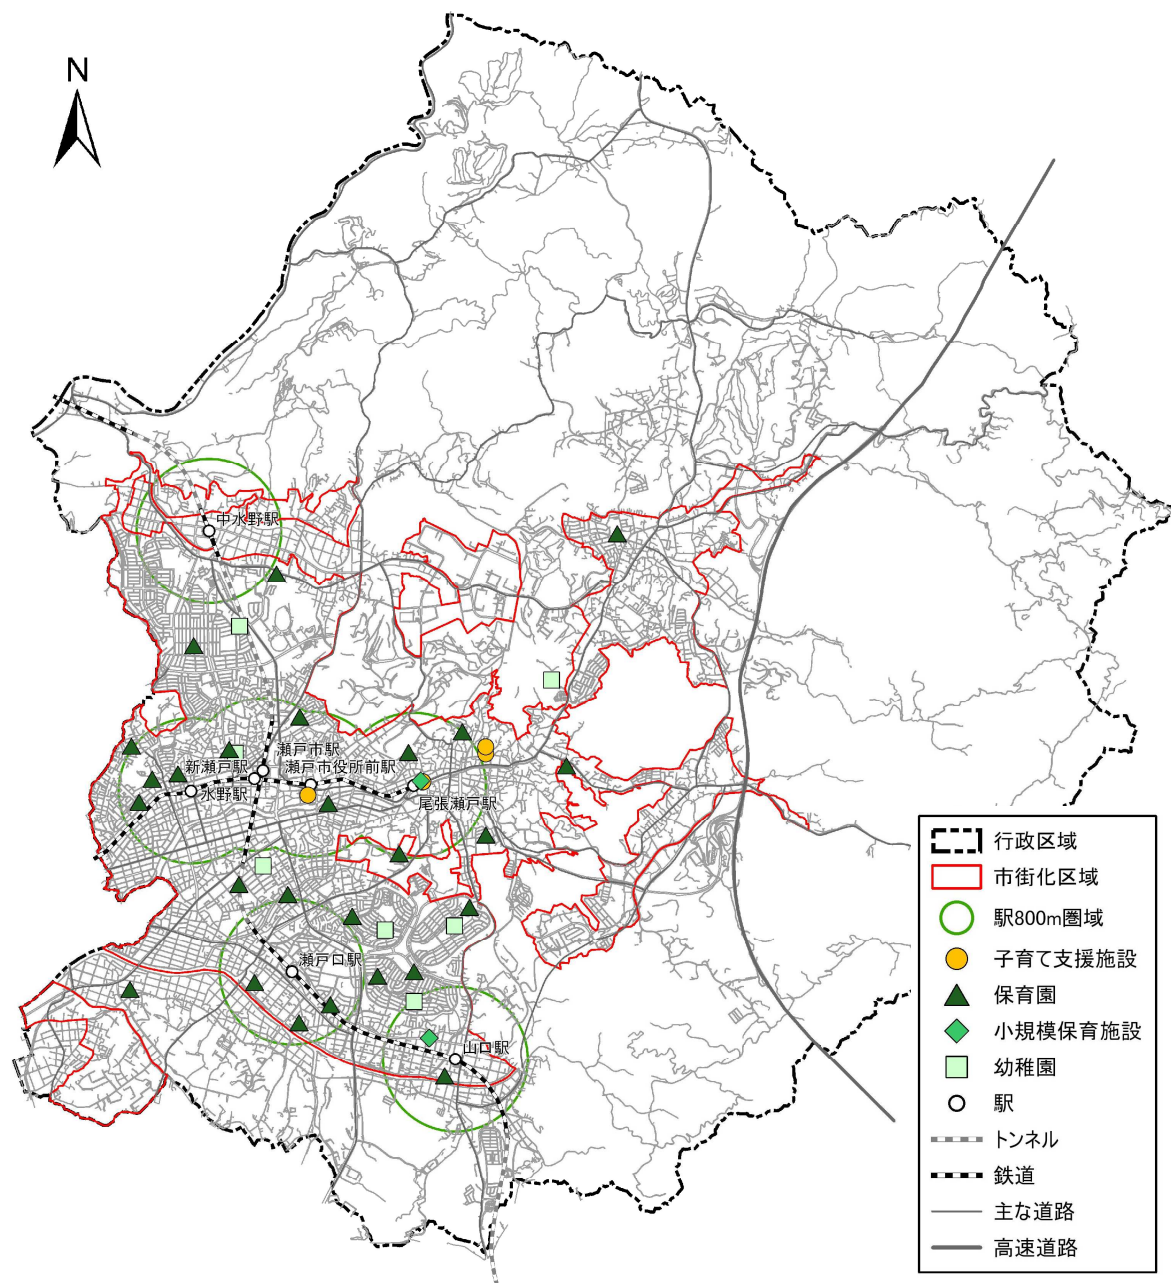 N
中水野駅
瀬戸市駅
新瀬戸駅
瀬戸市役所前駅
水野駅
尾張瀬戸駅
瀬戸口駅
山口駅
行政区域
市街化区域
駅800m圏域
子育て支援施設
保育園
小規模保育施設
幼稚園
駅
トンネル
鉄道
主な道路
高速道路